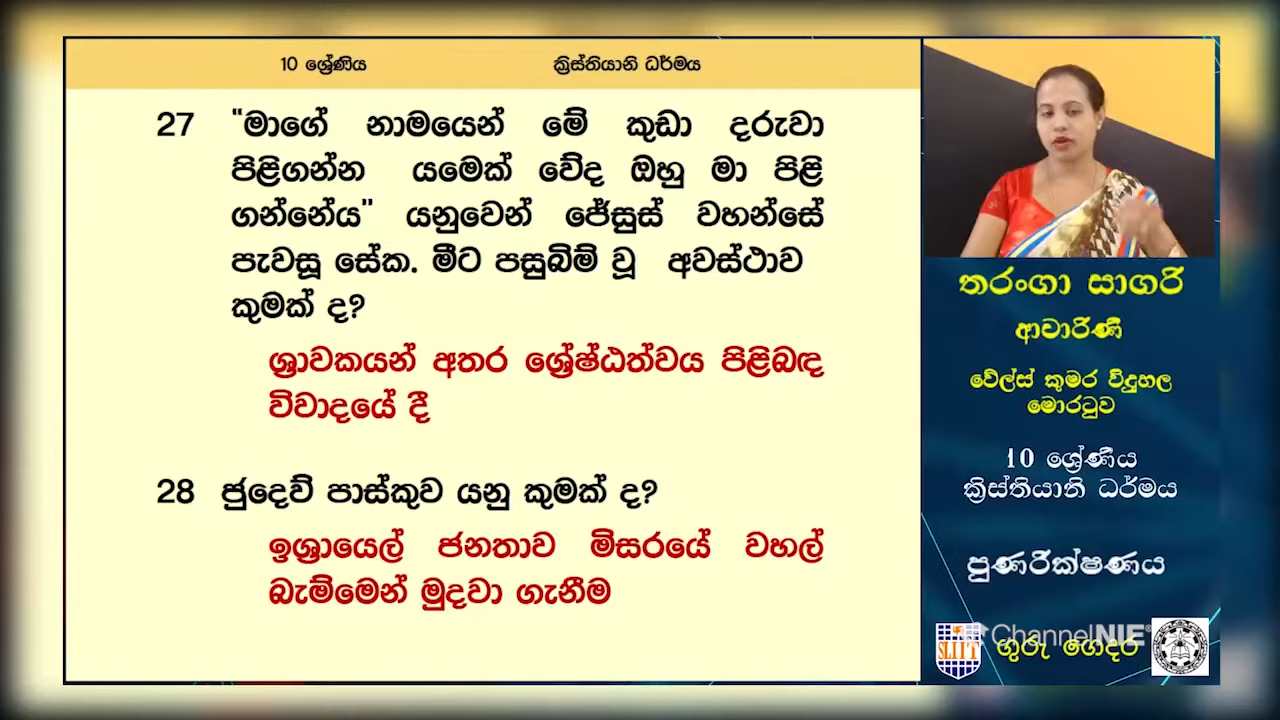 10 ශ්‍රේණිය ක්‍රිස්තියානි ධර්මය
27 "මාගේ නාමයෙන් මේ කුඩා දරුවා
පිළිගන්න යමෙක් වේද ඔහු මා පිළි
ගන්නේය" යනුවෙන් ජේසුස් වහන්සේ
පැවසූ සේක. මීට පසුබිම් වූ අවස්ථාව
කුමක් ද?
ශ්‍රාවකයන් අතර ශ්‍රේෂ්ඨත්වය පිළිබඳ
විවාදයේ දී
28 ජුදෙව් පාස්කුව යනු කුමක් ද?
ඉශ්‍රායෙල් ජනතාව මිසරයේ වහල්
බැම්මෙන් මුදවා ගැනීම
තරංගා සාගරි
ආචාරිණී
වේල්ස් කුමර විදුහල
මොරටුව
10 ශ්‍රේණිය
ක්‍රිස්තියානි ධර්මය
පුණරීක්ෂණය
ChannelNIE
SLIIT
ගුරු ගෙදර